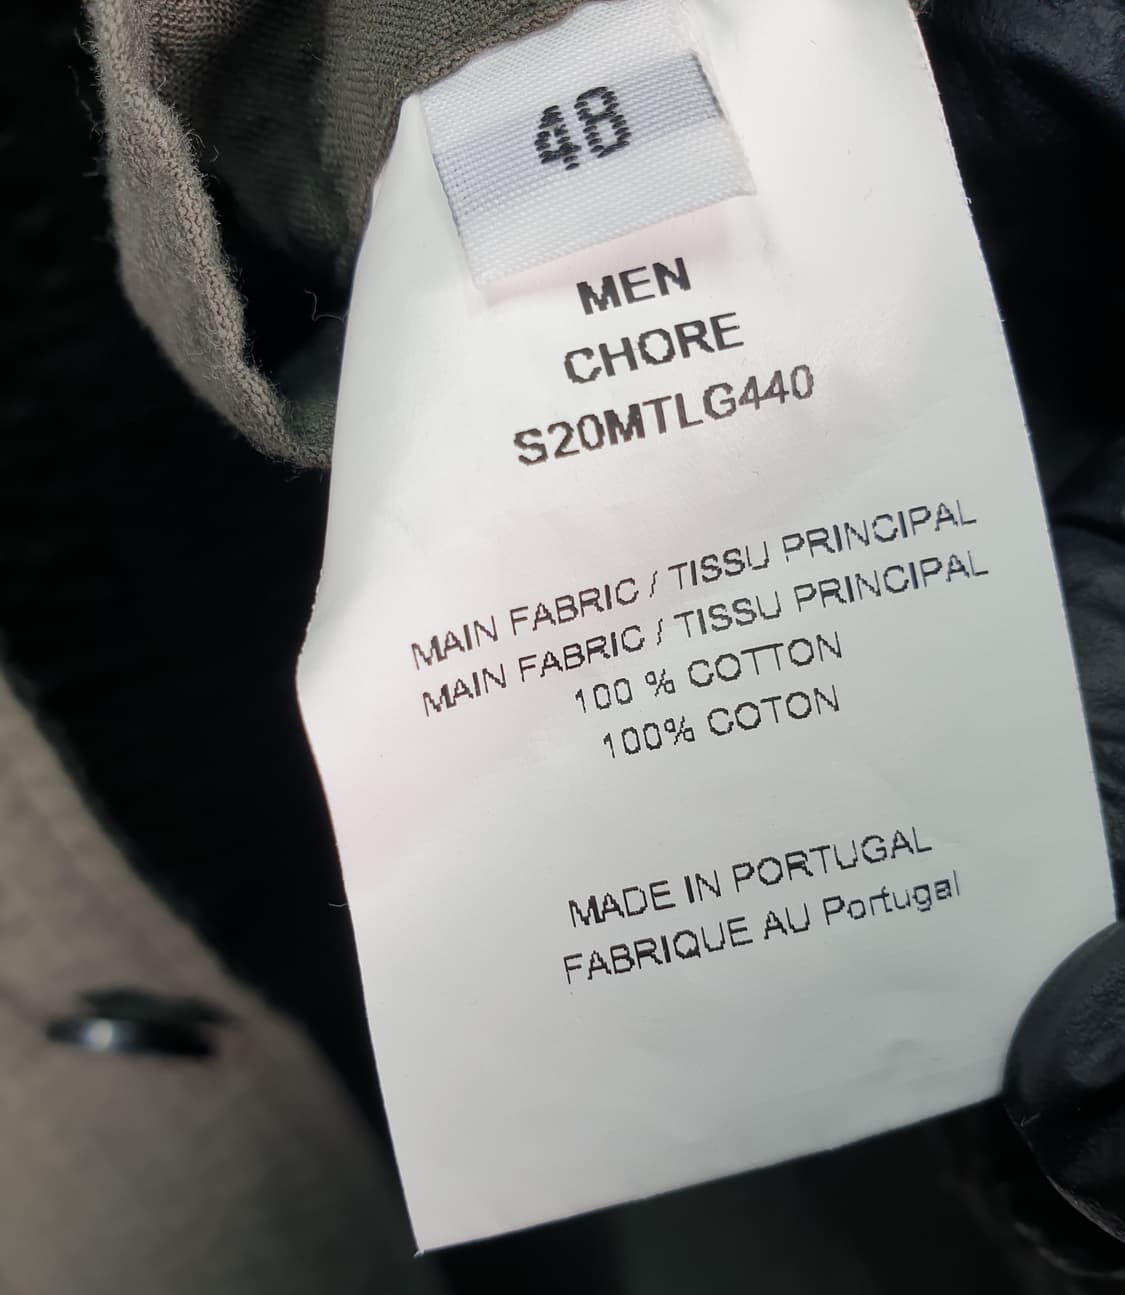 48
MEN
CHORE
S20MTLG440
MAIN FABRIC / TISSU PRINCIPAL
MAIN FABRIC / TISSU PRINCIPAL
100 % COTTON
100% COTON
MADE IN PORTUGAL
FABRIQUE AU Portugal